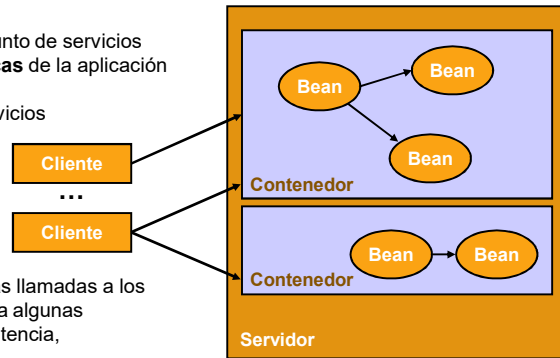 unto de servicios
cas de la aplicación
vicios
Cliente
...
Cliente
as llamadas a los
a algunas
tencia,
Bean
Bean
Bean
Contenedor
Bean
Bean
Contenedor
Servidor